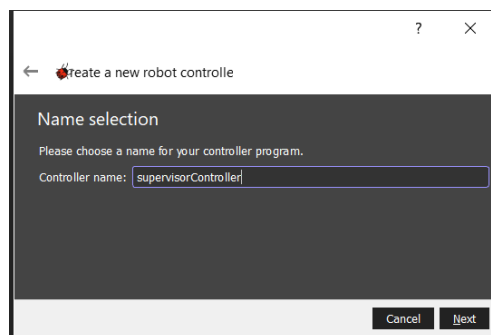 ?
reate a new robot controlle
Name selection
Please choose a name for your controller program.
Controller name: supervisorController
Cancel Next